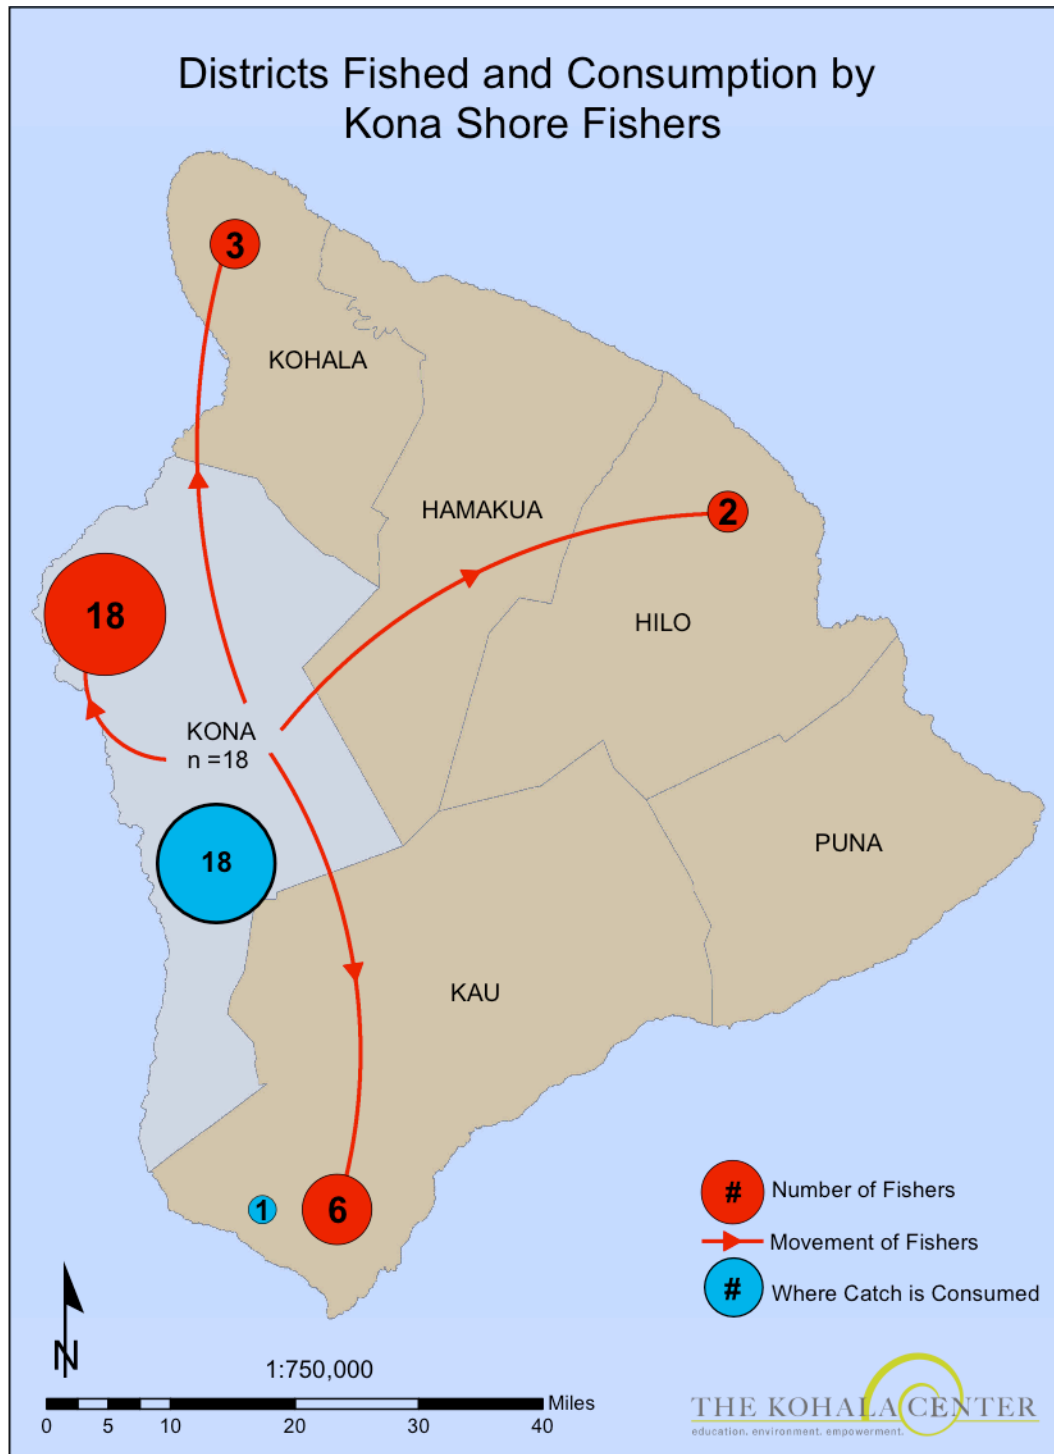 Districts Fished and Consumption by
Kona Shore Fishers
3
KOHALA
HAMAKUA
2
18
HILO
KONA
n =18
18
PUNA
KAU
1
6
# Number of Fishers
Movement of Fishers
# Where Catch is Consumed
N
1:750,000
Miles
0 5 10 20 30 40
THE KOHALA CENTER
education. environment. empowerment.